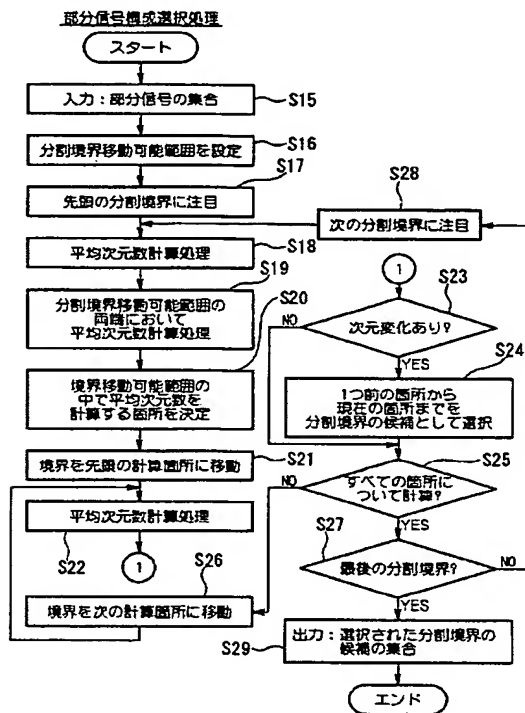 部分信号構成選択処理
スタート
入力：部分信号の集合
S15
分割境界移動可能範囲を設定
S16
先頭の分割境界に注目
S17
平均次元数計算処理
S18
分割境界移動可能範囲の
両端において
平均次元数計算処理
S19
境界移動可能範囲の
中で平均次元数を
計算する箇所を決定
S20
境界を先頭の計算箇所に移動
S21
平均次元数計算処理
S22
1
境界を次の計算箇所に移動
S26
次の分割境界に注目
S28
1
次元変化あり?
S23
NO
YES
1つ前の箇所から
現在の箇所までを
分割境界の候補として選択
S24
すべての箇所に
ついて計算?
S25
NO
YES
最後の分割境界?
S27
NO
YES
出力：選択された分割境界の
候補の集合
S29
エンド